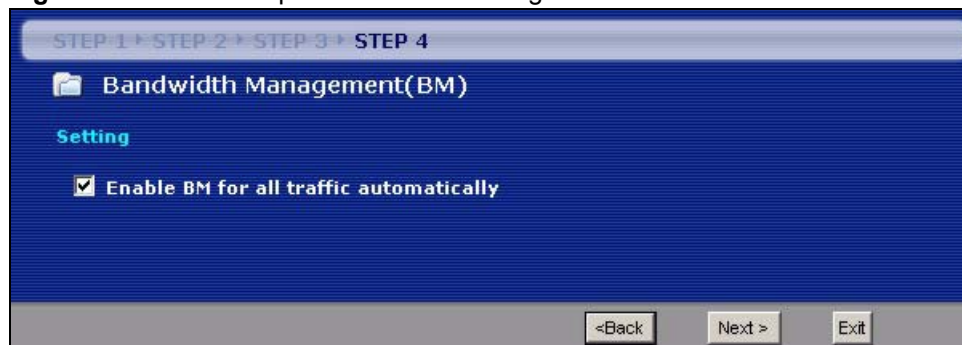 STEP 1 ▸ STEP 2 ▸ STEP 3 ▸ STEP 4
Bandwidth Management(BM)
Setting
Enable BM for all traffic automatically
<Back Next > Exit